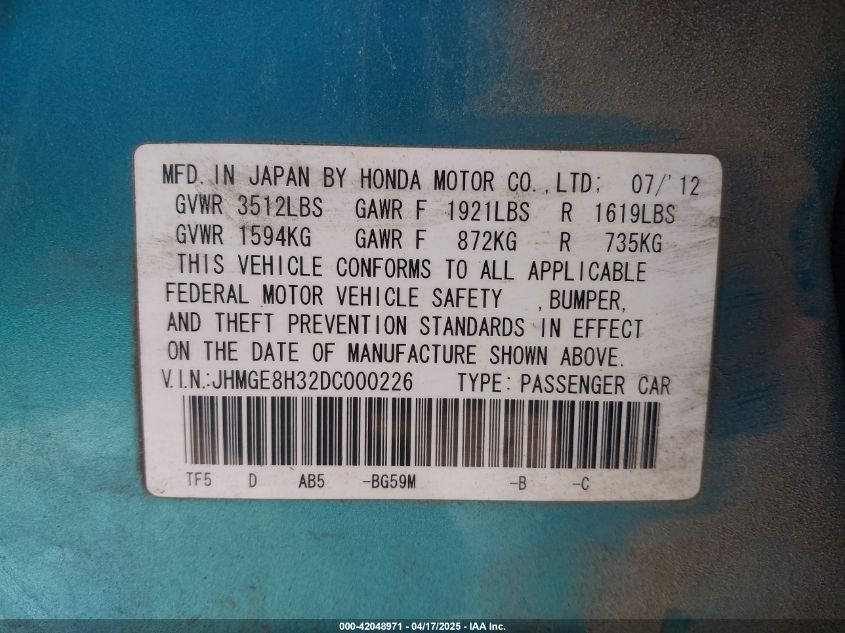 MFD. IN JAPAN BY HONDA MOTOR CO.,LTD; 07/'12
GVWR 3512LBS GAWR F 1921LBS R 1619LBS
GVWR 1594KG GAWR F 872KG R 735KG
THIS VEHICLE CONFORMS TO ALL APPLICABLE
FEDERAL MOTOR VEHICLE SAFETY ,BUMPER,
AND THEFT PREVENTION STANDARDS IN EFFECT
ON THE DATE OF MANUFACTURE SHOWN ABOVE.
V.I.N.:JHMGE8H32DC000226 TYPE: PASSENGER CAR
TF5 D AB5 -BG59M -B -C
000-42048971 - 04/17/2025 - IAA Inc.